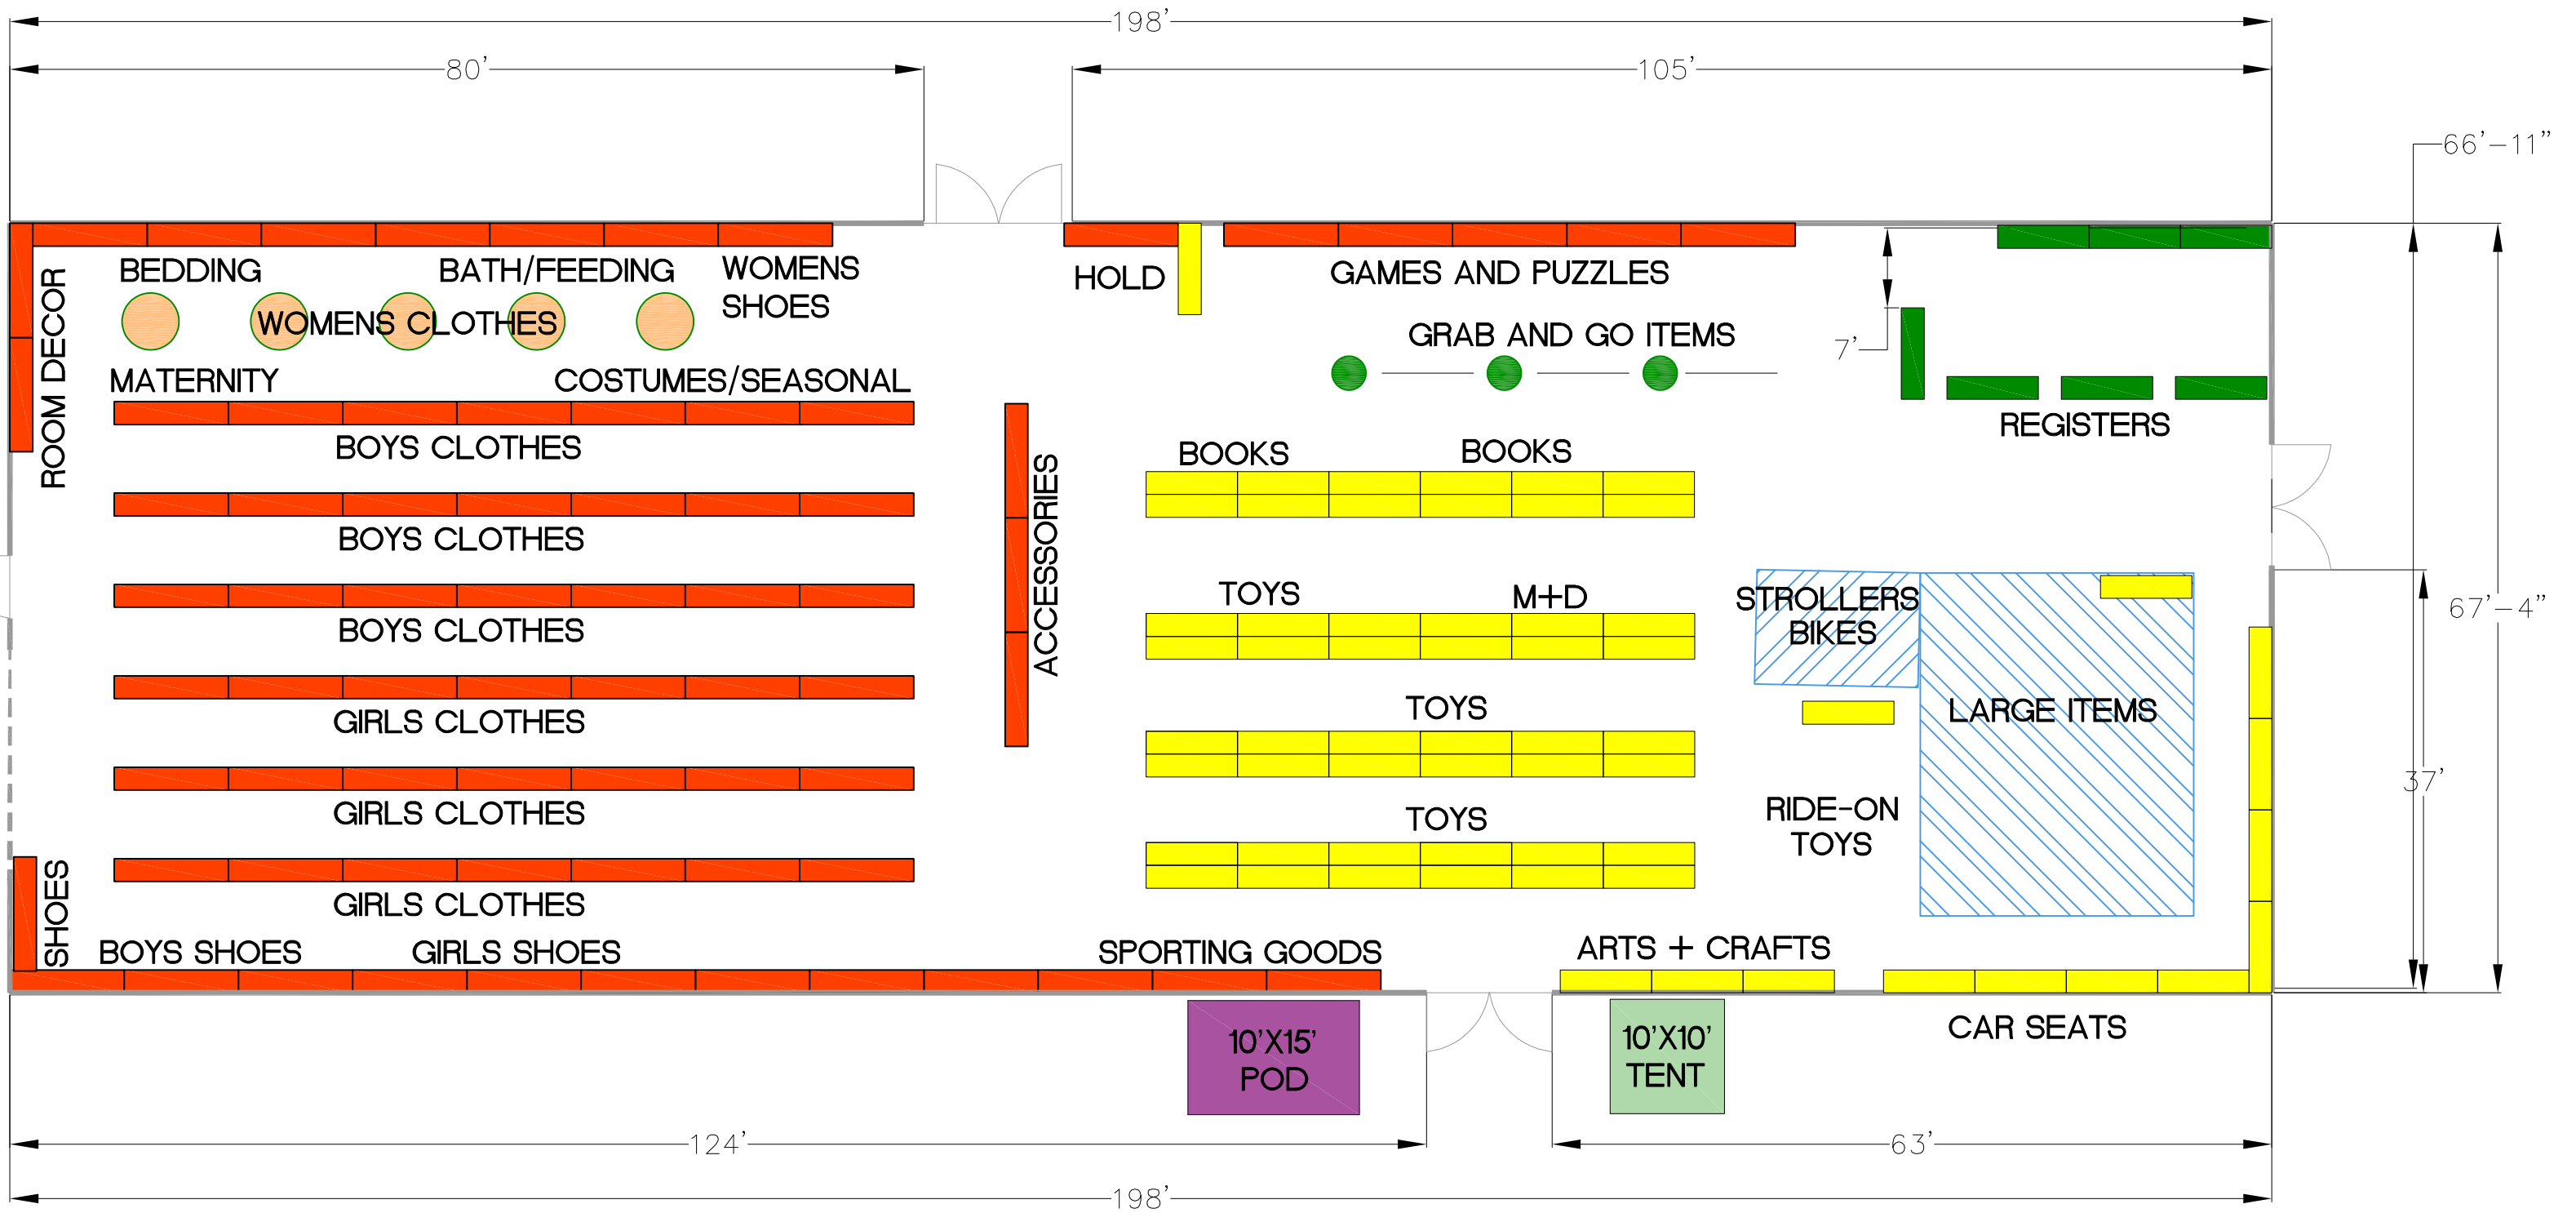 198'
80'
105'
66'-11"
BEDDING
BATH/FEEDING
WOMENS
SHOES
HOLD
GAMES AND PUZZLES
ROOM DECOR
WOMENS CLOTHES
GRAB AND GO ITEMS
7'
MATERNITY
COSTUMES/SEASONAL
REGISTERS
BOYS CLOTHES
BOOKS
BOOKS
ACCESSORIES
BOYS CLOTHES
TOYS
M+D
STROLLERS
BIKES
67'-4"
BOYS CLOTHES
TOYS
LARGE ITEMS
GIRLS CLOTHES
37'
GIRLS CLOTHES
TOYS
RIDE-ON
TOYS
SHOES
GIRLS CLOTHES
BOYS SHOES
GIRLS SHOES
SPORTING GOODS
ARTS + CRAFTS
CAR SEATS
10'X15'
POD
10'X10'
TENT
124'
63'
198'